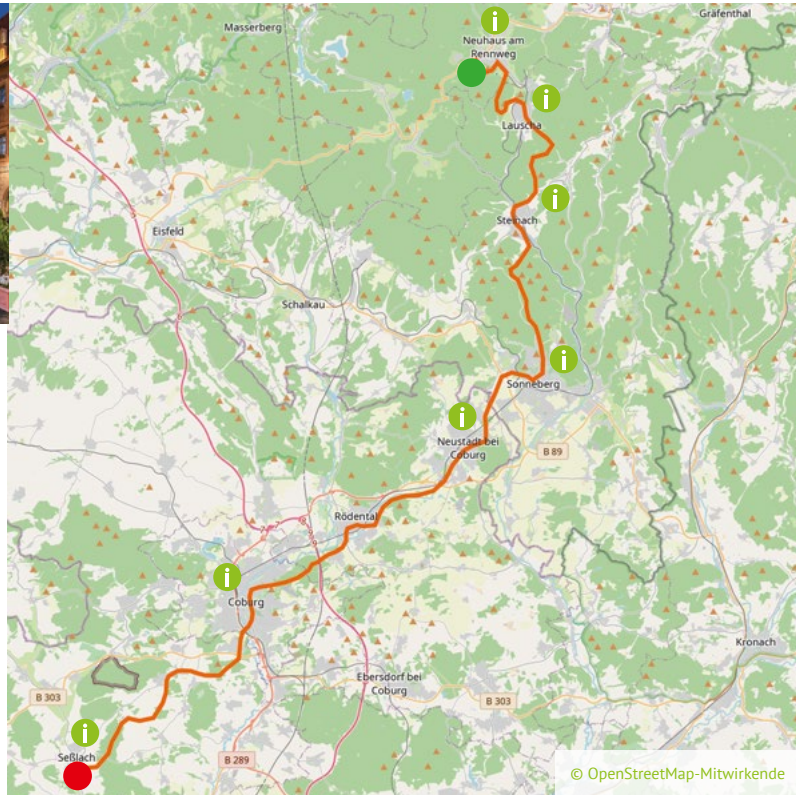 Masserberg
Gräfenthal
i
Neuhaus am
Rennweg
i
Lauscha
i
Steinach
Eisfeld
Schalkau
i
Sonneberg
i
Neustadt bei
Coburg
B 89
Rödental
i
Coburg
Kronach
Ebersdorf bei
Coburg
B 303
B 303
i
Seßlach
B 289
© OpenStreetMap-Mitwirkende